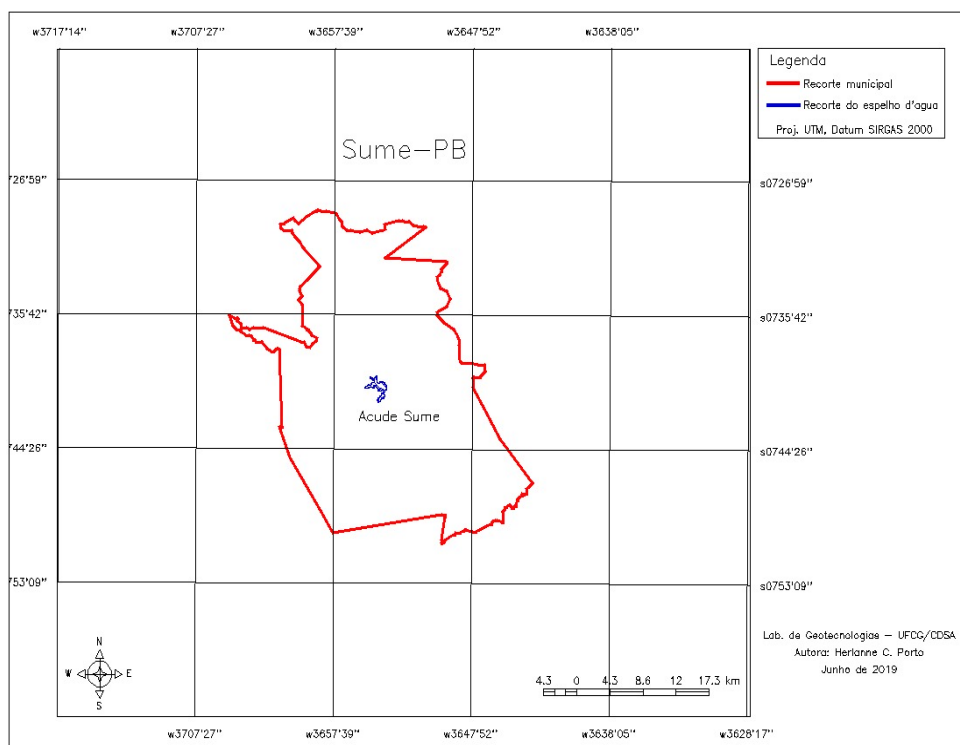 w3717'14"
w3707'27"
w3657'39"
w3647'52"
w3638'05"
Legenda
Recorte municipal
Recorte do espelho d'agua
Proj. UTM, Datum SIRGAS 2000
Sume-PB
726'59"
s0726'59"
735'42"
s0735'42"
Acude Sume
744'26"
s0744'26"
753'09"
s0753'09"
Lab. de Geotecnologias - UFCG/CDSA
Autora: Herlanne C. Porto
Junho de 2019
N
W
E
S
4.3 0 4.3 8.6 12 17.3 km
w3707'27"
w3657'39"
w3647'52"
w3638'05"
w3628'17"